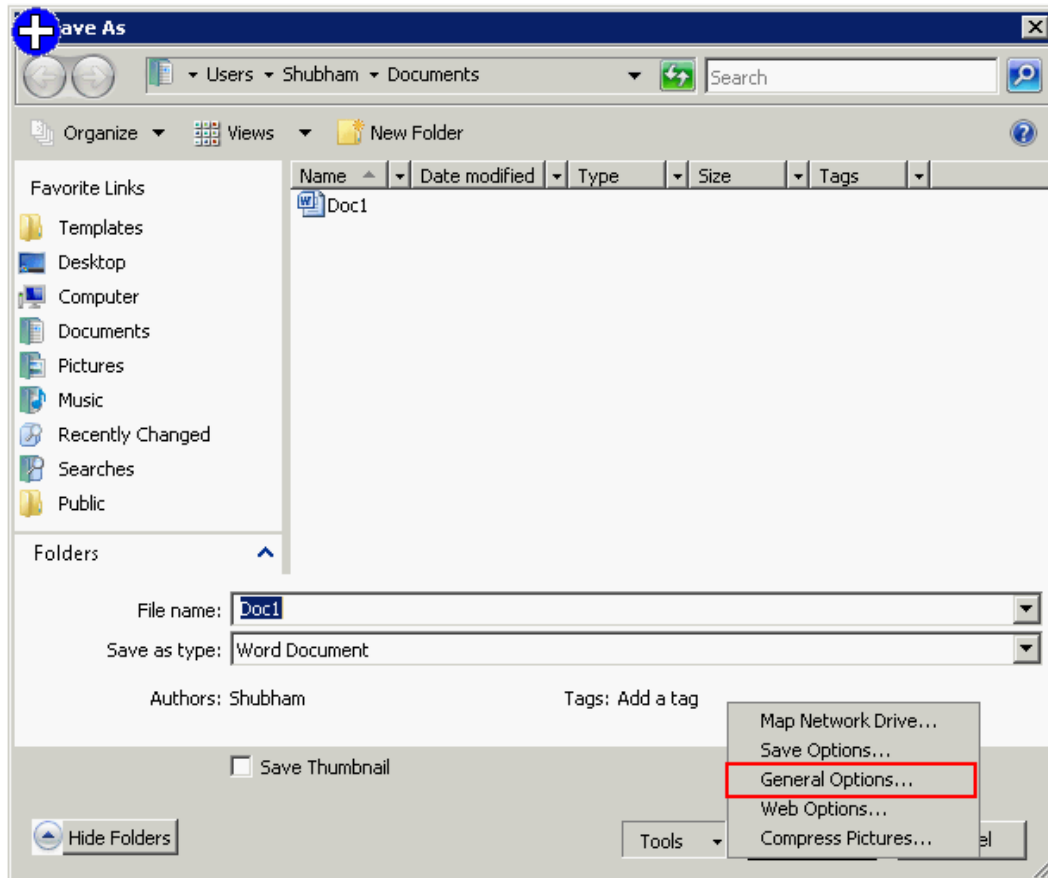 ave As
Users Shubham Documents
Search
Organize Views New Folder
Favorite Links
Templates
Desktop
Computer
Documents
Pictures
Music
Recently Changed
Searches
Public
Folders
Name Date modified Type Size Tags
Doc1
File name: Doc1
Save as type: Word Document
Authors: Shubham Tags: Add a tag
Save Thumbnail
Map Network Drive...
Save Options...
General Options...
Web Options...
Compress Pictures...
Hide Folders
Tools
el